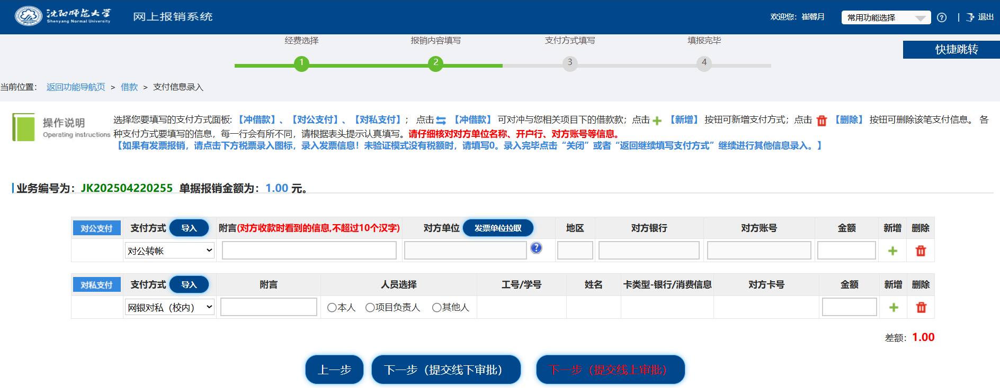 沈阳师范大学
Shenyang Normal University
网上报销系统
欢迎您：崔馨月
常用功能选择
?
|
退出
经费选择
报销内容填写
支付方式填写
填报完毕
快捷跳转
1
2
3
4
当前位置： 返回功能导航页 > 借款 > 支付信息录入
操作说明
Operating instructions
选择您要填写的支付方式面板:【冲借款】、【对公支付】、【对私支付】； 点击 【冲借款】 可对冲与您相关项目下的借款款；点击 【新增】 按钮可新增支付方式；点击 【删除】 按钮可删除该笔支付信息。 各
种支付方式要填写的信息，每一行会有所不同，请根据表头提示认真填写。请仔细核对对方单位名称、开户行、对方账号等信息。
【如果有发票报销，请点击下方税票录入图标，录入发票信息！未验证模式没有税额时，请填写0。录入完毕点击“关闭”或者“返回继续填写支付方式”继续进行其他信息录入。】
业务编号为：JK202504220255 单据报销金额为：1.00 元。
对公支付 支付方式 导入 附言(对方收款时看到的信息,不超过10个汉字) 对方单位 发票单位拉取 地区 对方银行 对方账号 金额 新增 删除
对公转帐 ?
对私支付 支付方式 导入 附言 人员选择 工号/学号 姓名 卡类型-银行/消费信息 对方卡号 金额 新增 删除
网银对私（校内） 本人 项目负责人 其他人
差额：1.00
上一步
下一步（提交线下审批）
下一步（提交线上审批）